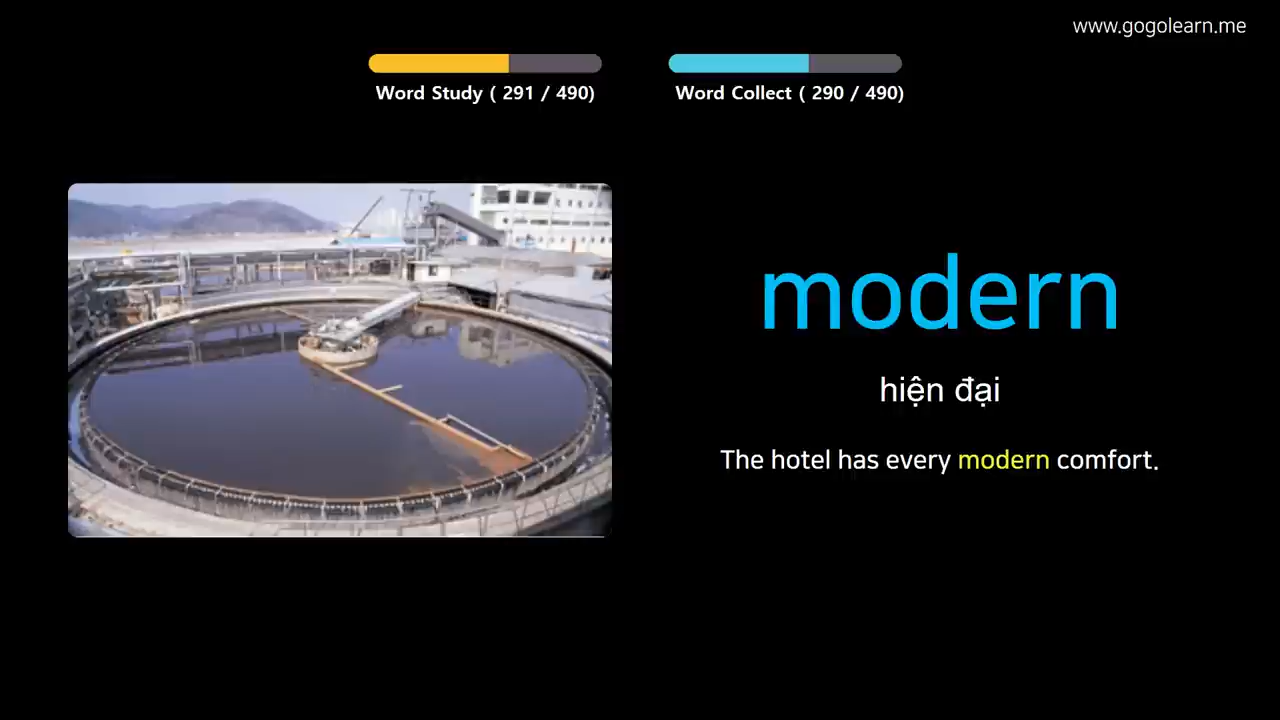 www.gogolearn.me
Word Study ( 291 / 490)
Word Collect ( 290 / 490)
modern
hiện đại
The hotel has every modern comfort.